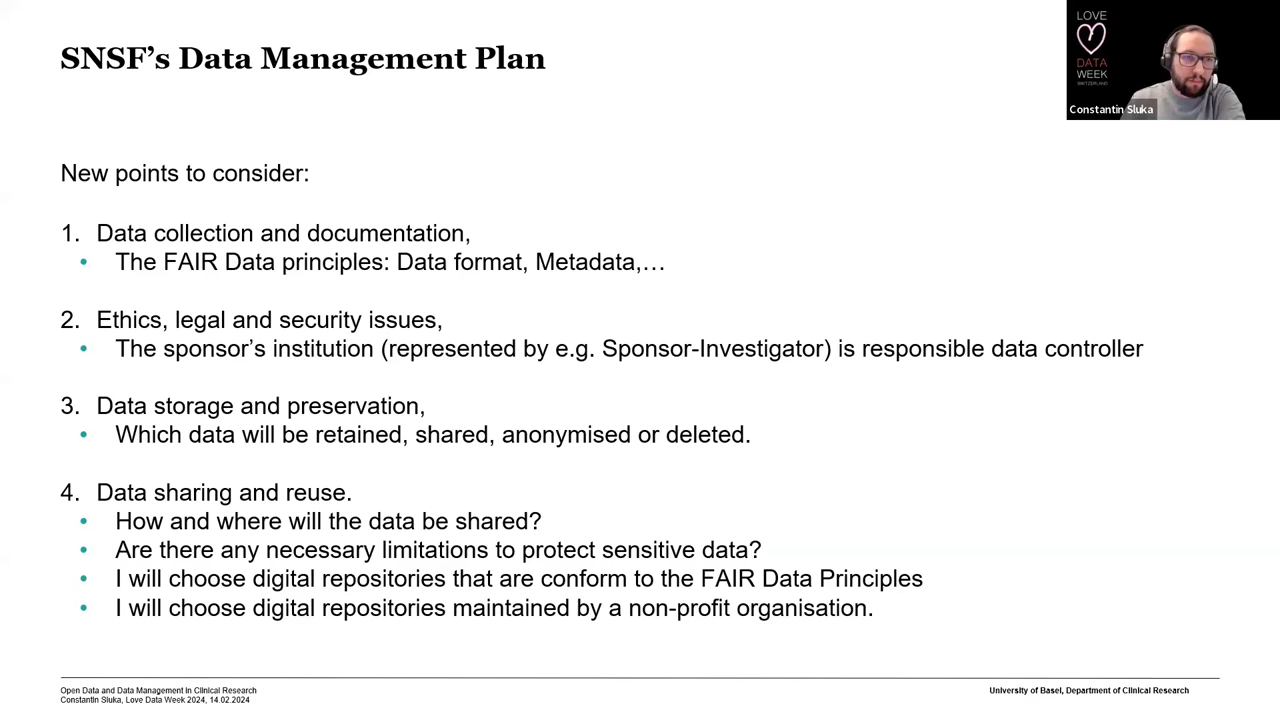 SNSF’s Data Management Plan
LOVE
DATA
WEEK
SWITZERLAND
Constantin Sluka
New points to consider:
1. Data collection and documentation,
• The FAIR Data principles: Data format, Metadata,…
2. Ethics, legal and security issues,
• The sponsor’s institution (represented by e.g. Sponsor-Investigator) is responsible data controller
3. Data storage and preservation,
• Which data will be retained, shared, anonymised or deleted.
4. Data sharing and reuse.
• How and where will the data be shared?
• Are there any necessary limitations to protect sensitive data?
• I will choose digital repositories that are conform to the FAIR Data Principles
• I will choose digital repositories maintained by a non-profit organisation.
Open Data and Data Management in Clinical Research
Constantin Sluka, Love Data Week 2024, 14.02.2024
University of Basel, Department of Clinical Research